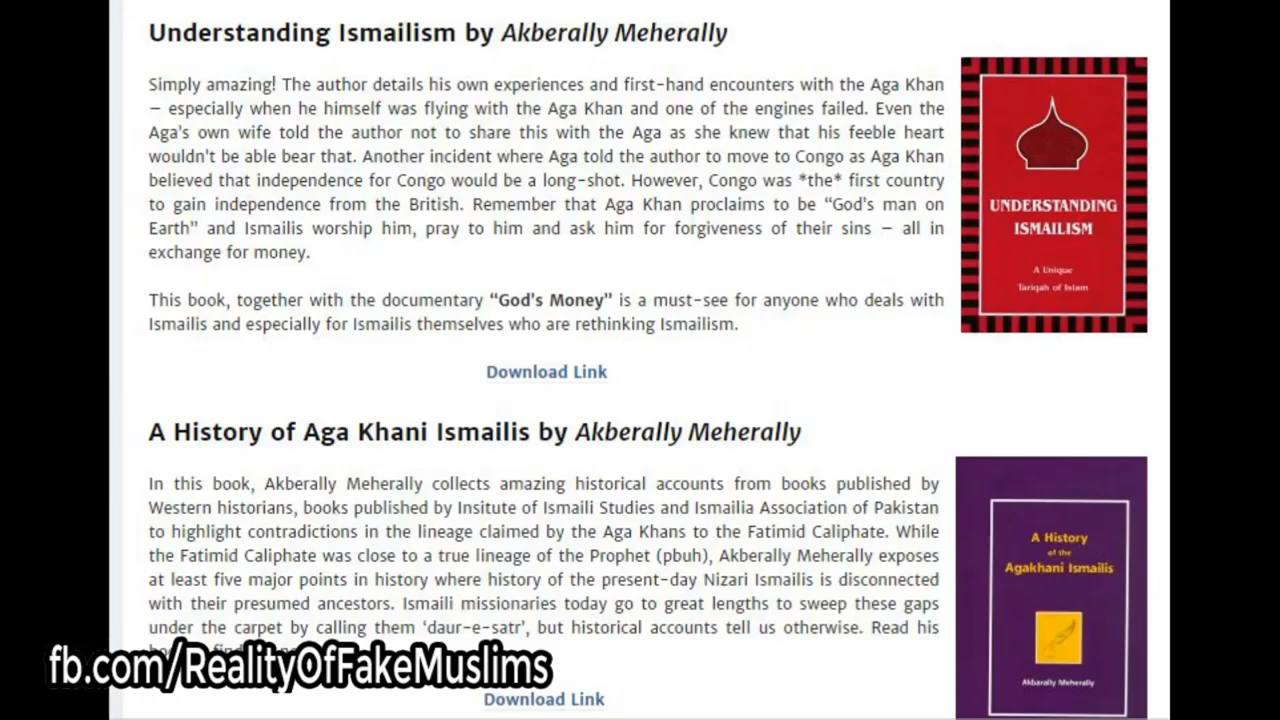 Understanding Ismailism by Akberally Meherally
Simply amazing! The author details his own experiences and first-hand encounters with the Aga Khan
– especially when he himself was flying with the Aga Khan and one of the engines failed. Even the
Aga's own wife told the author not to share this with the Aga as she knew that his feeble heart
wouldn't be able bear that. Another incident where Aga told the author to move to Congo as Aga Khan
believed that independence for Congo would be a long-shot. However, Congo was *the* first country
to gain independence from the British. Remember that Aga Khan proclaims to be “God's man on
Earth” and Ismailis worship him, pray to him and ask him for forgiveness of their sins – all in
exchange for money.
This book, together with the documentary “God's Money” is a must-see for anyone who deals with
Ismailis and especially for Ismailis themselves who are rethinking Ismailism.
Download Link
UNDERSTANDING
ISMAILISM
A Unique
Tariqah of Islam
A History of Aga Khani Ismailis by Akberally Meherally
In this book, Akberally Meherally collects amazing historical accounts from books published by
Western historians, books published by Insitute of Ismaili Studies and Ismailia Association of Pakistan
to highlight contradictions in the lineage claimed by the Aga Khans to the Fatimid Caliphate. While
the Fatimid Caliphate was close to a true lineage of the Prophet (pbuh), Akberally Meherally exposes
at least five major points in history where history of the present-day Nizari Ismailis is disconnected
with their presumed ancestors. Ismaili missionaries today go to great lengths to sweep these gaps
under the carpet by calling them ‘daur-e-satr’, but historical accounts tell us otherwise. Read his
Download Link
A History
of the
Agakhani Ismailis
Akbarally Meherally
fb.com/RealityOfFakeMuslims